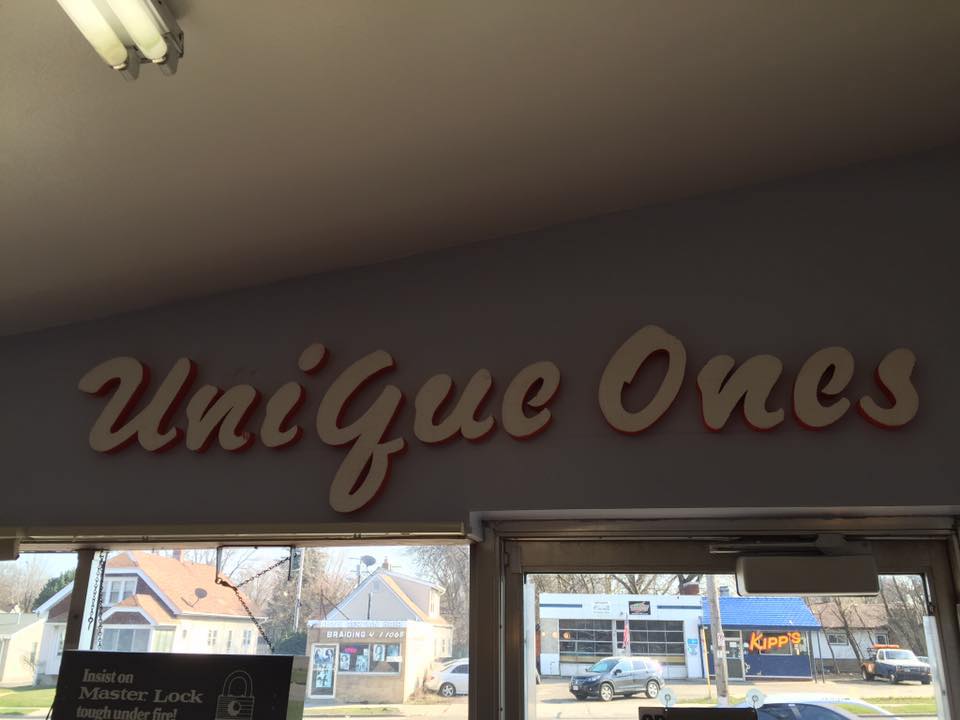 Unique Ones
BRAIDING
KiPP'S
Insist on
Master Lock
tough under fire!